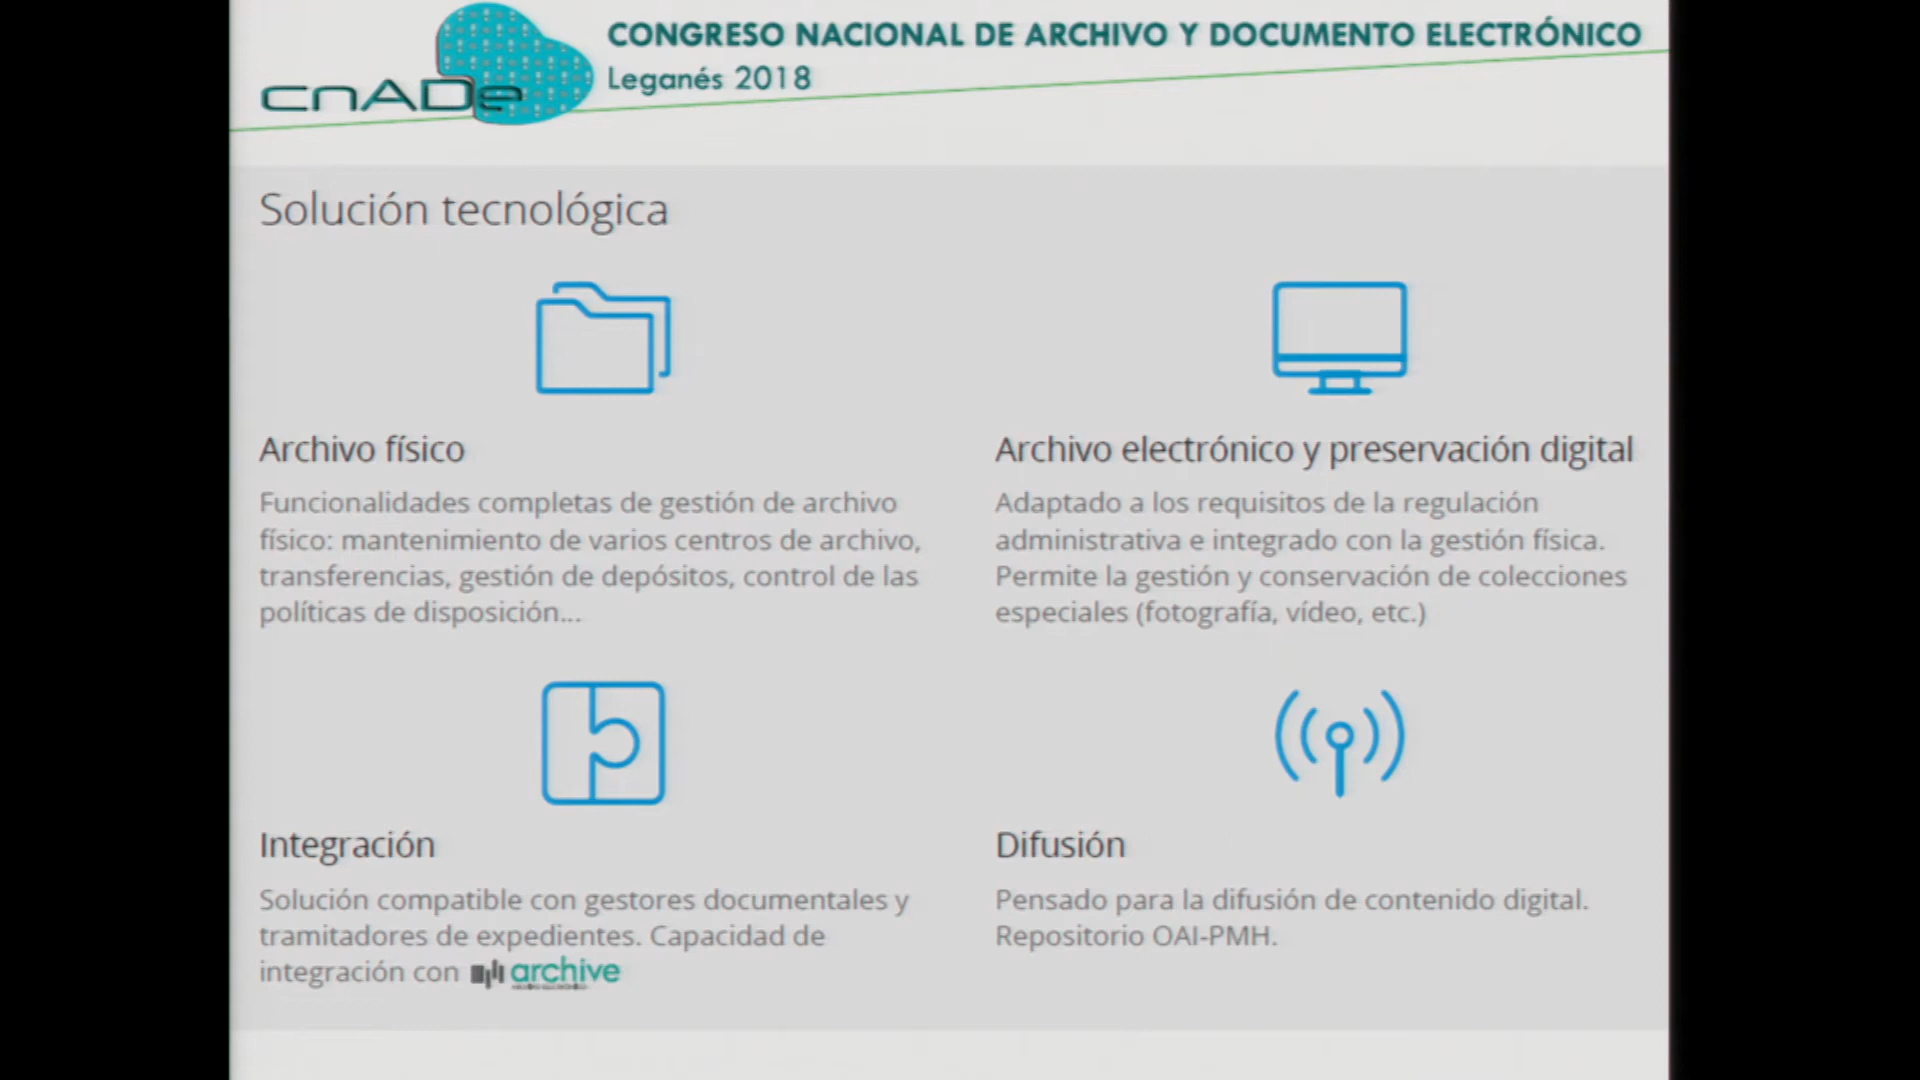 cnADe
CONGRESO NACIONAL DE ARCHIVO Y DOCUMENTO ELECTRÓNICO
Leganés 2018
Solución tecnológica
Archivo físico
Funcionalidades completas de gestión de archivo
físico: mantenimiento de varios centros de archivo,
transferencias, gestión de depósitos, control de las
políticas de disposición...
Archivo electrónico y preservación digital
Adaptado a los requisitos de la regulación
administrativa e integrado con la gestión física.
Permite la gestión y conservación de colecciones
especiales (fotografía, vídeo, etc.)
Integración
Solución compatible con gestores documentales y
tramitadores de expedientes. Capacidad de
integración con archive
Difusión
Pensado para la difusión de contenido digital.
Repositorio OAI-PMH.